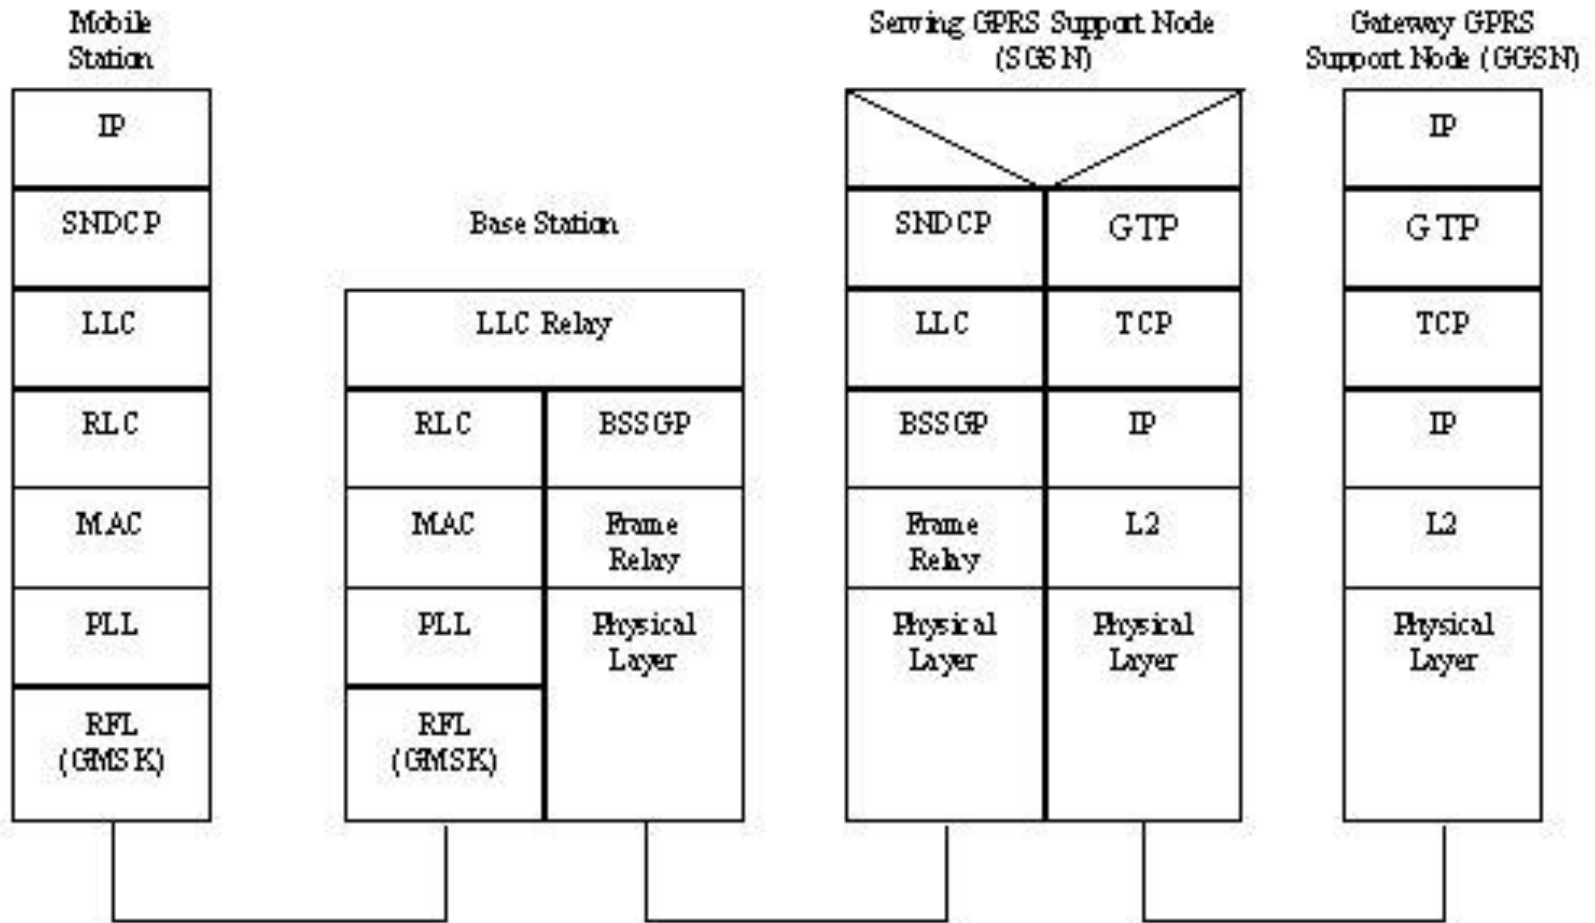 Mobile
Station
Serving GPRS Support Node
(SGSN)
Gateway GPRS
Support Node (GGSN)
IP
IP
SNDCP
Base Station
SNDCP
GTP
GTP
LLC
LLC Relay
LLC
TCP
TCP
RLC
RLC
BSSGP
BSSGP
IP
IP
MAC
MAC
Frame
Relay
Frame
Relay
L2
L2
PLL
PLL
Physical
Layer
Physical
Layer
Physical
Layer
Physical
Layer
RFL
(GMSK)
RFL
(GMSK)